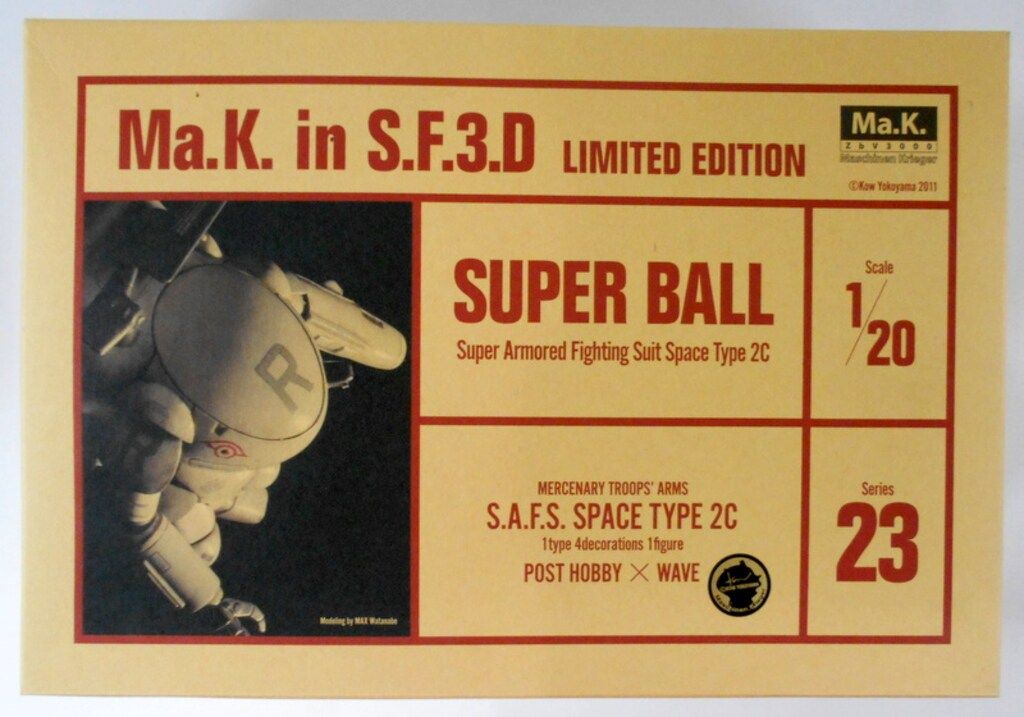 Ma.K. in S.F.3.D LIMITED EDITION
Ma.K.
ZbV3000
Maschinen Krieger
©Kow Yokoyama 2011
R
Modeling by MAX Watanabe
SUPER BALL
Super Armored Fighting Suit Space Type 2C
Scale
1/20
MERCENARY TROOPS' ARMS
S.A.F.S. SPACE TYPE 2C
1type 4decorations 1figure
POST HOBBY × WAVE
Series
23